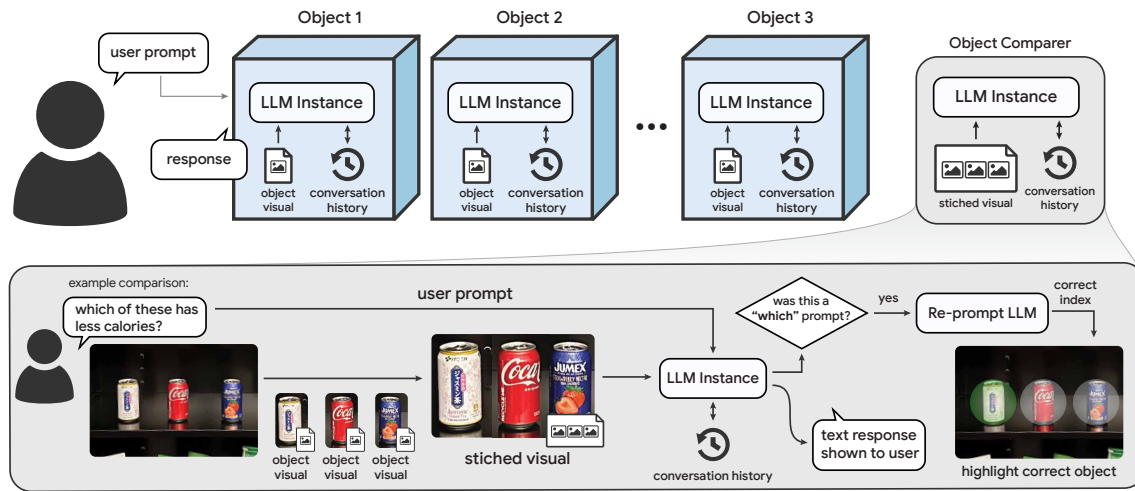 Object 1
Object 2
Object 3
Object Comparer
user prompt
response
LLM Instance
object
visual
conversation
history
LLM Instance
object
visual
conversation
history
•••
LLM Instance
object
visual
conversation
history
LLM Instance
stiched visual
conversation
history
example comparison:
which of these has
less calories?
user prompt
object
visual
object
visual
object
visual
Coca
JUMEX
stiched visual
LLM Instance
conversation history
was this a
“which” prompt?
yes
Re-prompt LLM
correct
index
text response
shown to user
highlight correct object